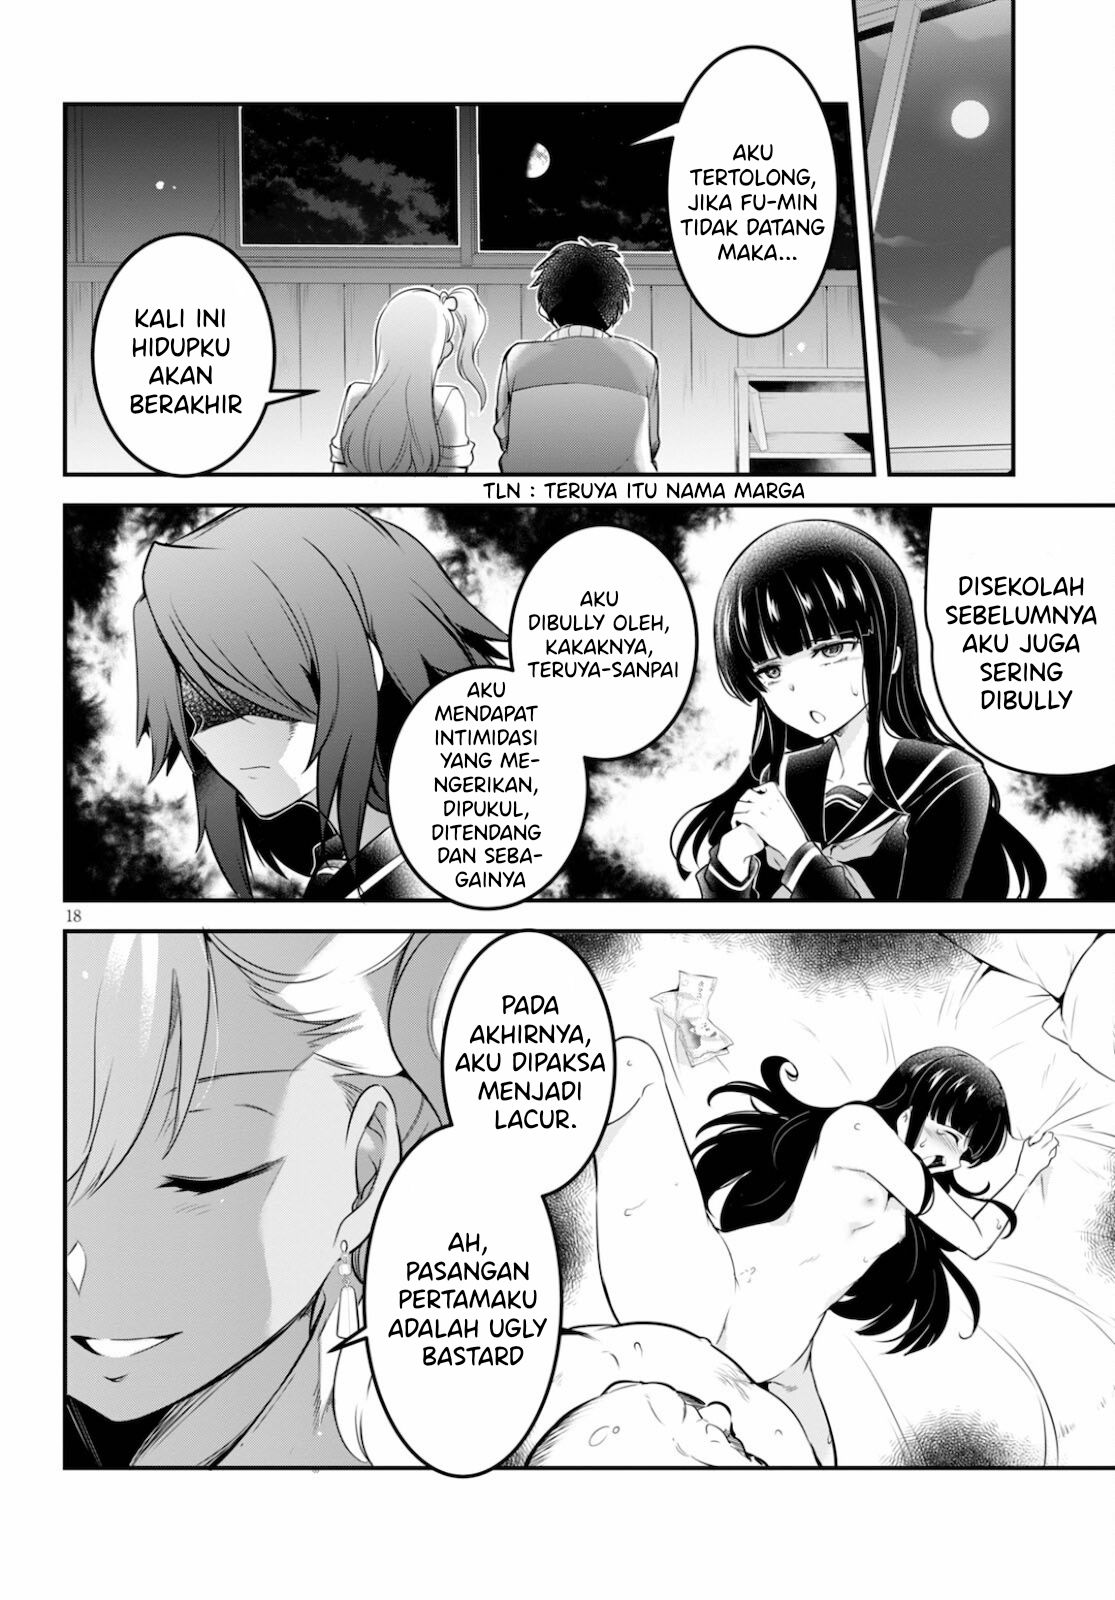 AKU
TERTOLONG,
JIKA FU-MIN
TIDAK DATANG
MAKA...
KALI INI
HIDUPKU
AKAN
BERAKHIR
TLN : TERUYA ITU NAMA MARGA
DISEKOLAH
SEBELUMNYA
AKU JUGA
SERING
DIBULLY
AKU
DIBULLY OLEH,
KAKAKNYA,
TERUYA-SANPAI
AKU
MENDAPAT
INTIMIDASI
YANG ME-
NGERIKAN,
DIPUKUL,
DITENDANG
DAN SEBA-
GAINYA
18
PADA
AKHIRNYA,
AKU DIPAKSA
MENJADI
LACUR.
AH,
PASANGAN
PERTAMAKU
ADALAH UGLY
BASTARD